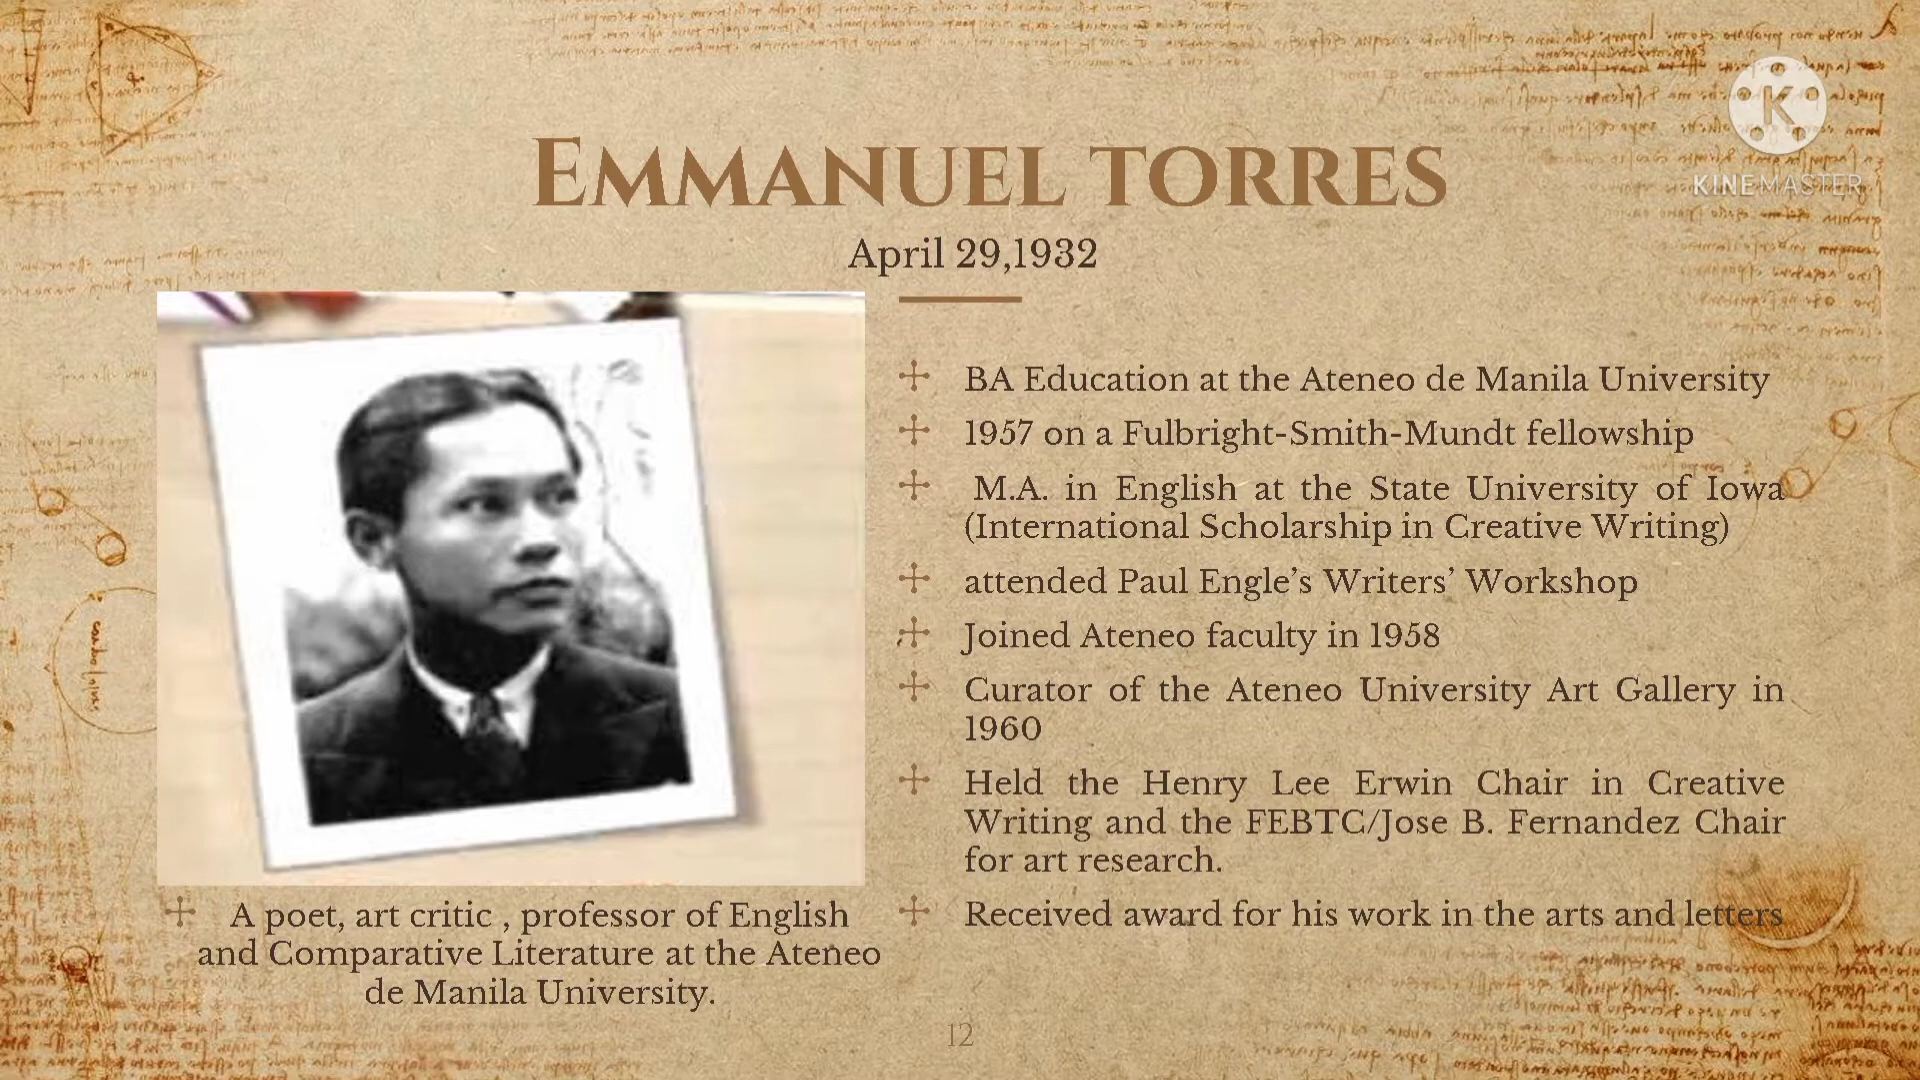 EMMANUEL TORRES
April 29,1932
KINEMASTER
BA Education at the Ateneo de Manila University
1957 on a Fulbright-Smith-Mundt fellowship
M.A. in English at the State University of Iowa
(International Scholarship in Creative Writing)
attended Paul Engle’s Writers’ Workshop
Joined Ateneo faculty in 1958
Curator of the Ateneo University Art Gallery in
1960
Held the Henry Lee Erwin Chair in Creative
Writing and the FEBTC/Jose B. Fernandez Chair
for art research.
Received award for his work in the arts and letters
A poet, art critic , professor of English
and Comparative Literature at the Ateneo
de Manila University.
12